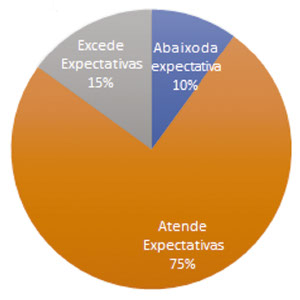 Excede
Expectativas
15%
Abaixoda
expectativa
10%
Atende
Expectativas
75%